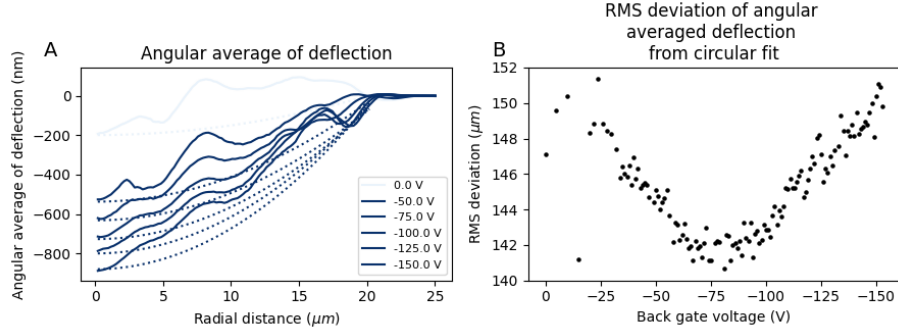 A
Angular average of deflection
Angular average of deflection (nm)
0
−200
−400
−600
−800
0.0 V
-50.0 V
-75.0 V
-100.0 V
-125.0 V
-150.0 V
0 5 10 15 20 25
Radial distance (μm)
B
RMS deviation of angular
averaged deflection
from circular fit
RMS deviation (μm)
152
150
148
146
144
142
140
0 −25 −50 −75 −100 −125 −150
Back gate voltage (V)